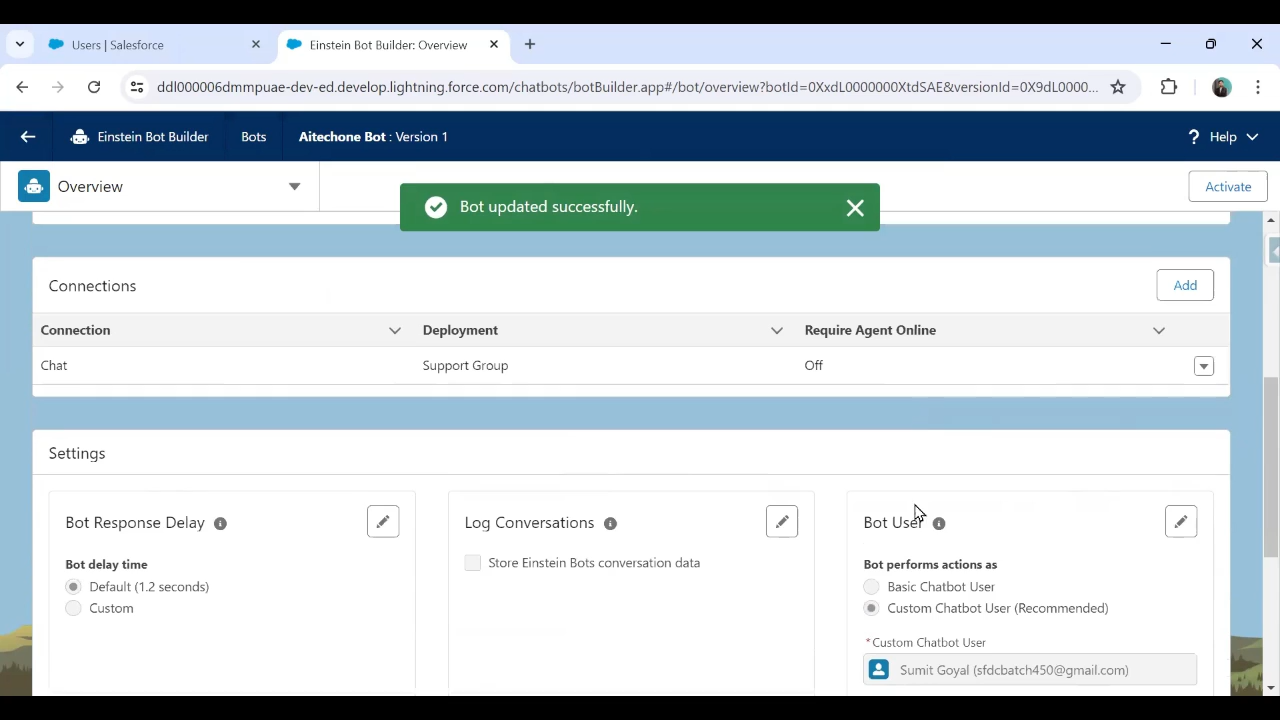 Users | Salesforce
Einstein Bot Builder: Overview
ddl000006dmmpuae-dev-ed.develop.lightning.force.com/chatbots/botBuilder.app#/bot/overview?botId=0XxdL0000000XtdSAE&versionId=0X9dL0000...
Einstein Bot Builder
Bots
Aitechone Bot : Version 1
? Help
Overview
Bot updated successfully.
Activate
Connections
Add
Connection Deployment Require Agent Online
Chat Support Group Off
Settings
Bot Response Delay
Bot delay time
Default (1.2 seconds)
Custom
Log Conversations
Store Einstein Bots conversation data
Bot User
Bot performs actions as
Basic Chatbot User
Custom Chatbot User (Recommended)
*Custom Chatbot User
Sumit Goyal (sfdcbatch450@gmail.com)